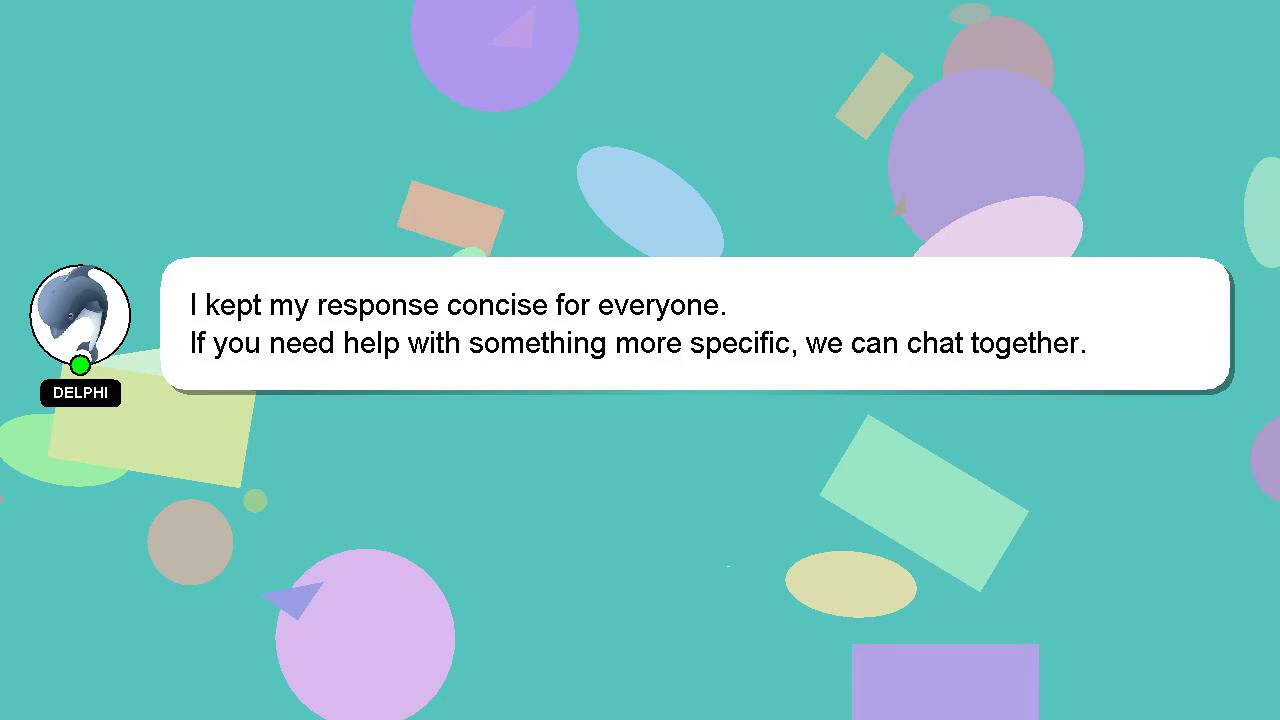 I kept my response concise for everyone.
If you need help with something more specific, we can chat together.
DELPHI